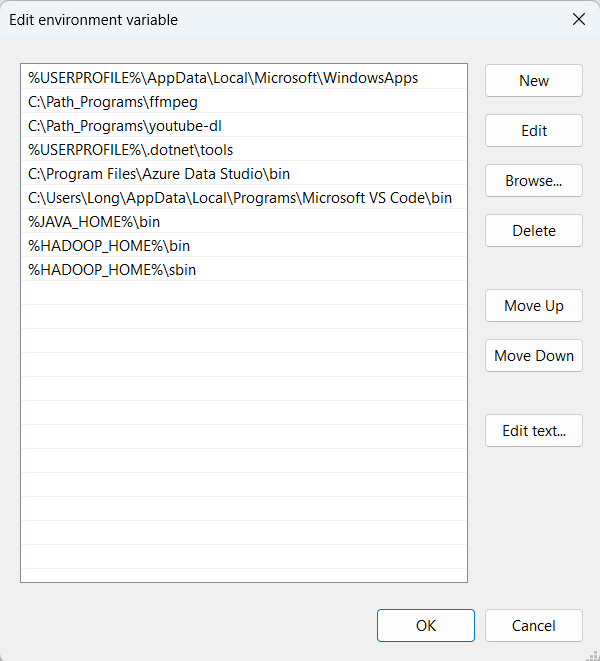 Edit environment variable
%USERPROFILE%\AppData\Local\Microsoft\WindowsApps
C:\Path_Programs\ffmpeg
C:\Path_Programs\youtube-dl
%USERPROFILE%\.dotnet\tools
C:\Program Files\Azure Data Studio\bin
C:\Users\Long\AppData\Local\Programs\Microsoft VS Code\bin
%JAVA_HOME%\bin
%HADOOP_HOME%\bin
%HADOOP_HOME%\sbin
New
Edit
Browse...
Delete
Move Up
Move Down
Edit text...
OK
Cancel